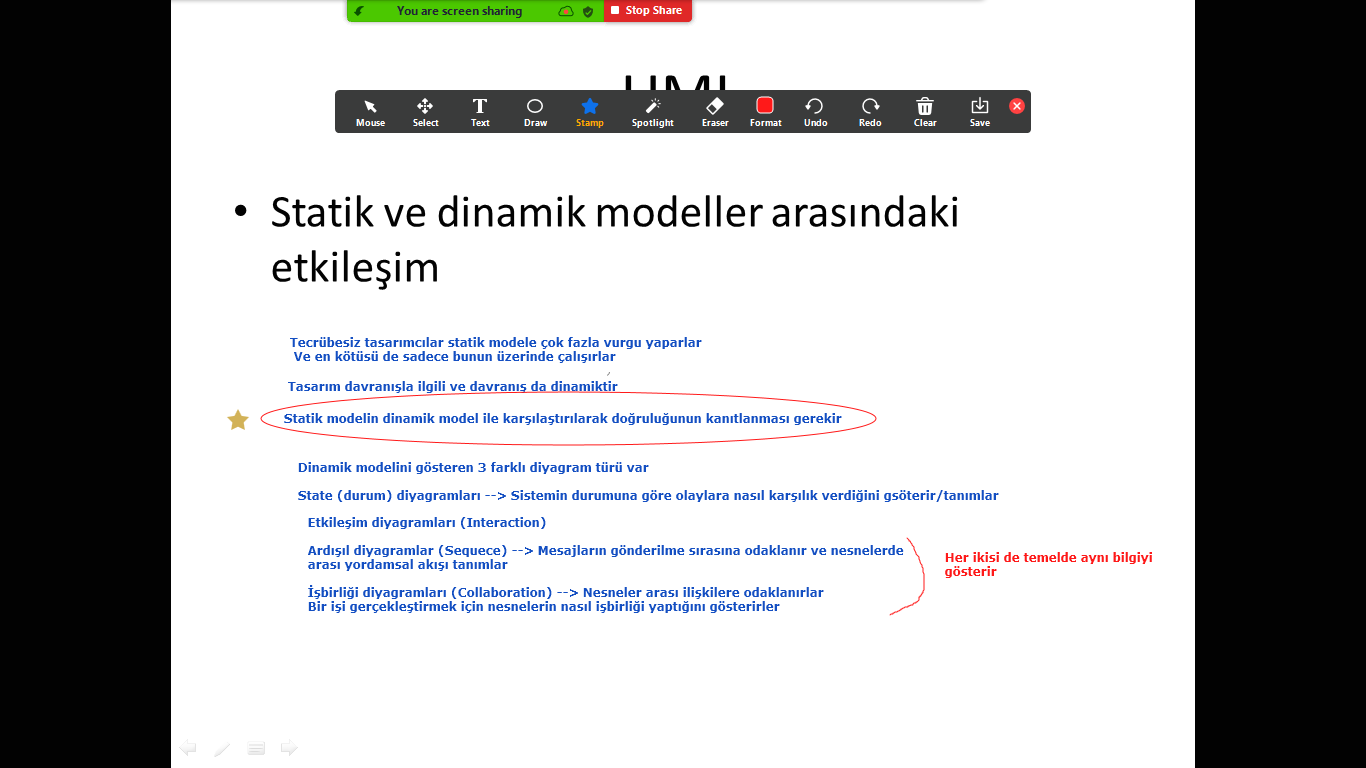 You are screen sharing
Stop Share
Mouse
Select
Text
Draw
Stamp
Spotlight
Eraser
Format
Undo
Redo
Clear
Save
• Statik ve dinamik modeller arasındaki
etkileşim
Tecrübesiz tasarımcılar statik modele çok fazla vurgu yaparlar
Ve en kötüsü de sadece bunun üzerinde çalışırlar
Tasarım davranışla ilgili ve davranış da dinamiktir
Statik modelin dinamik model ile karşılaştırılarak doğruluğunun kanıtlanması gerekir
Dinamik modelini gösteren 3 farklı diyagram türü var
State (durum) diyagramları --> Sistemin durumuna göre olaylara nasıl karşılık verdiğini gsöterir/tanımlar
Etkileşim diyagramları (Interaction)
Ardışıl diyagramlar (Sequece) --> Mesajların gönderilme sırasına odaklanır ve nesnelerde
arası yordamsal akışı tanımlar
İşbirliği diyagramları (Collaboration) --> Nesneler arası ilişkilere odaklanırlar
Bir işi gerçekleştirmek için nesnelerin nasıl işbirliği yaptığını gösterirler
Her ikisi de temelde aynı bilgiyi
gösterir